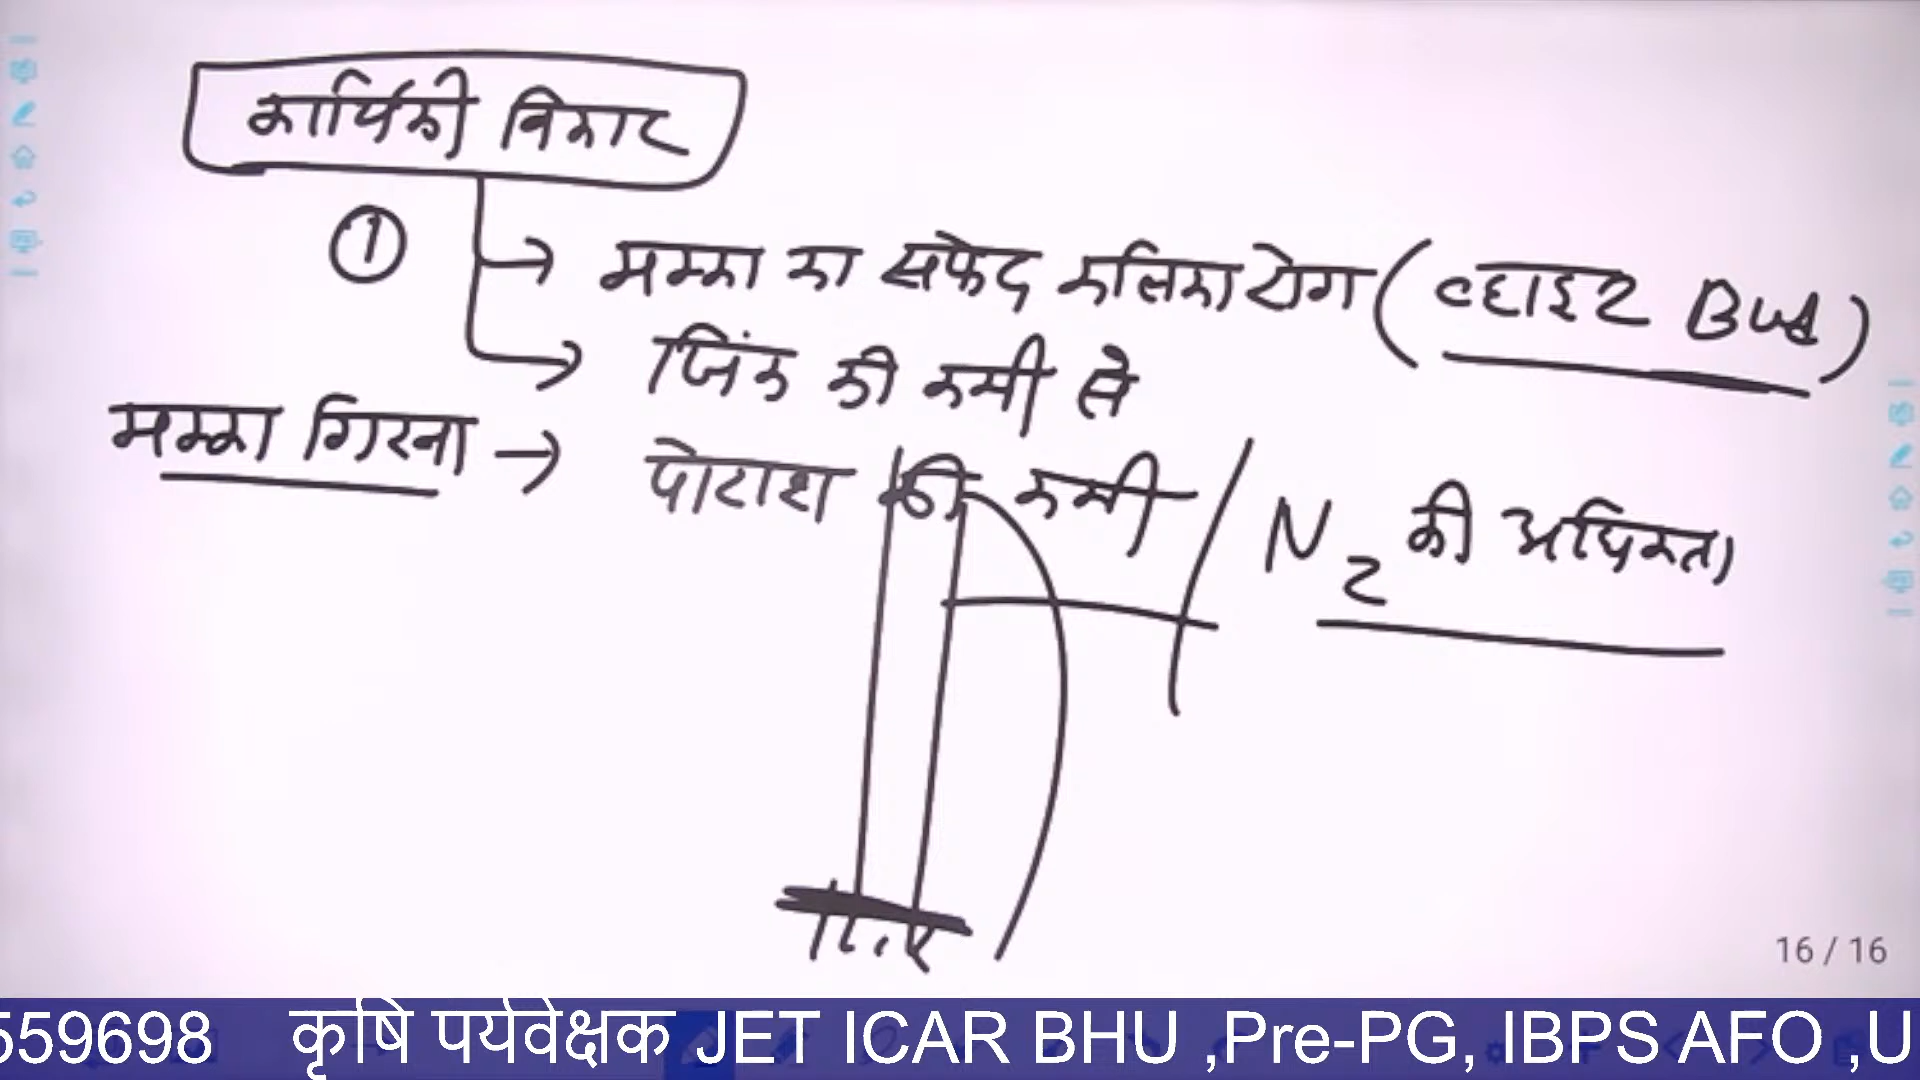 कार्यिकी विकार
① → मक्का का सफेद कलिका रोग (व्हाइट Bud)
→ जिंक की कमी से
मक्का गिरना → पोटाश की कमी / N2 की अधिकता
16 / 16
559698 कृषि पर्यवेक्षक JET ICAR BHU ,Pre-PG, IBPS AFO ,U